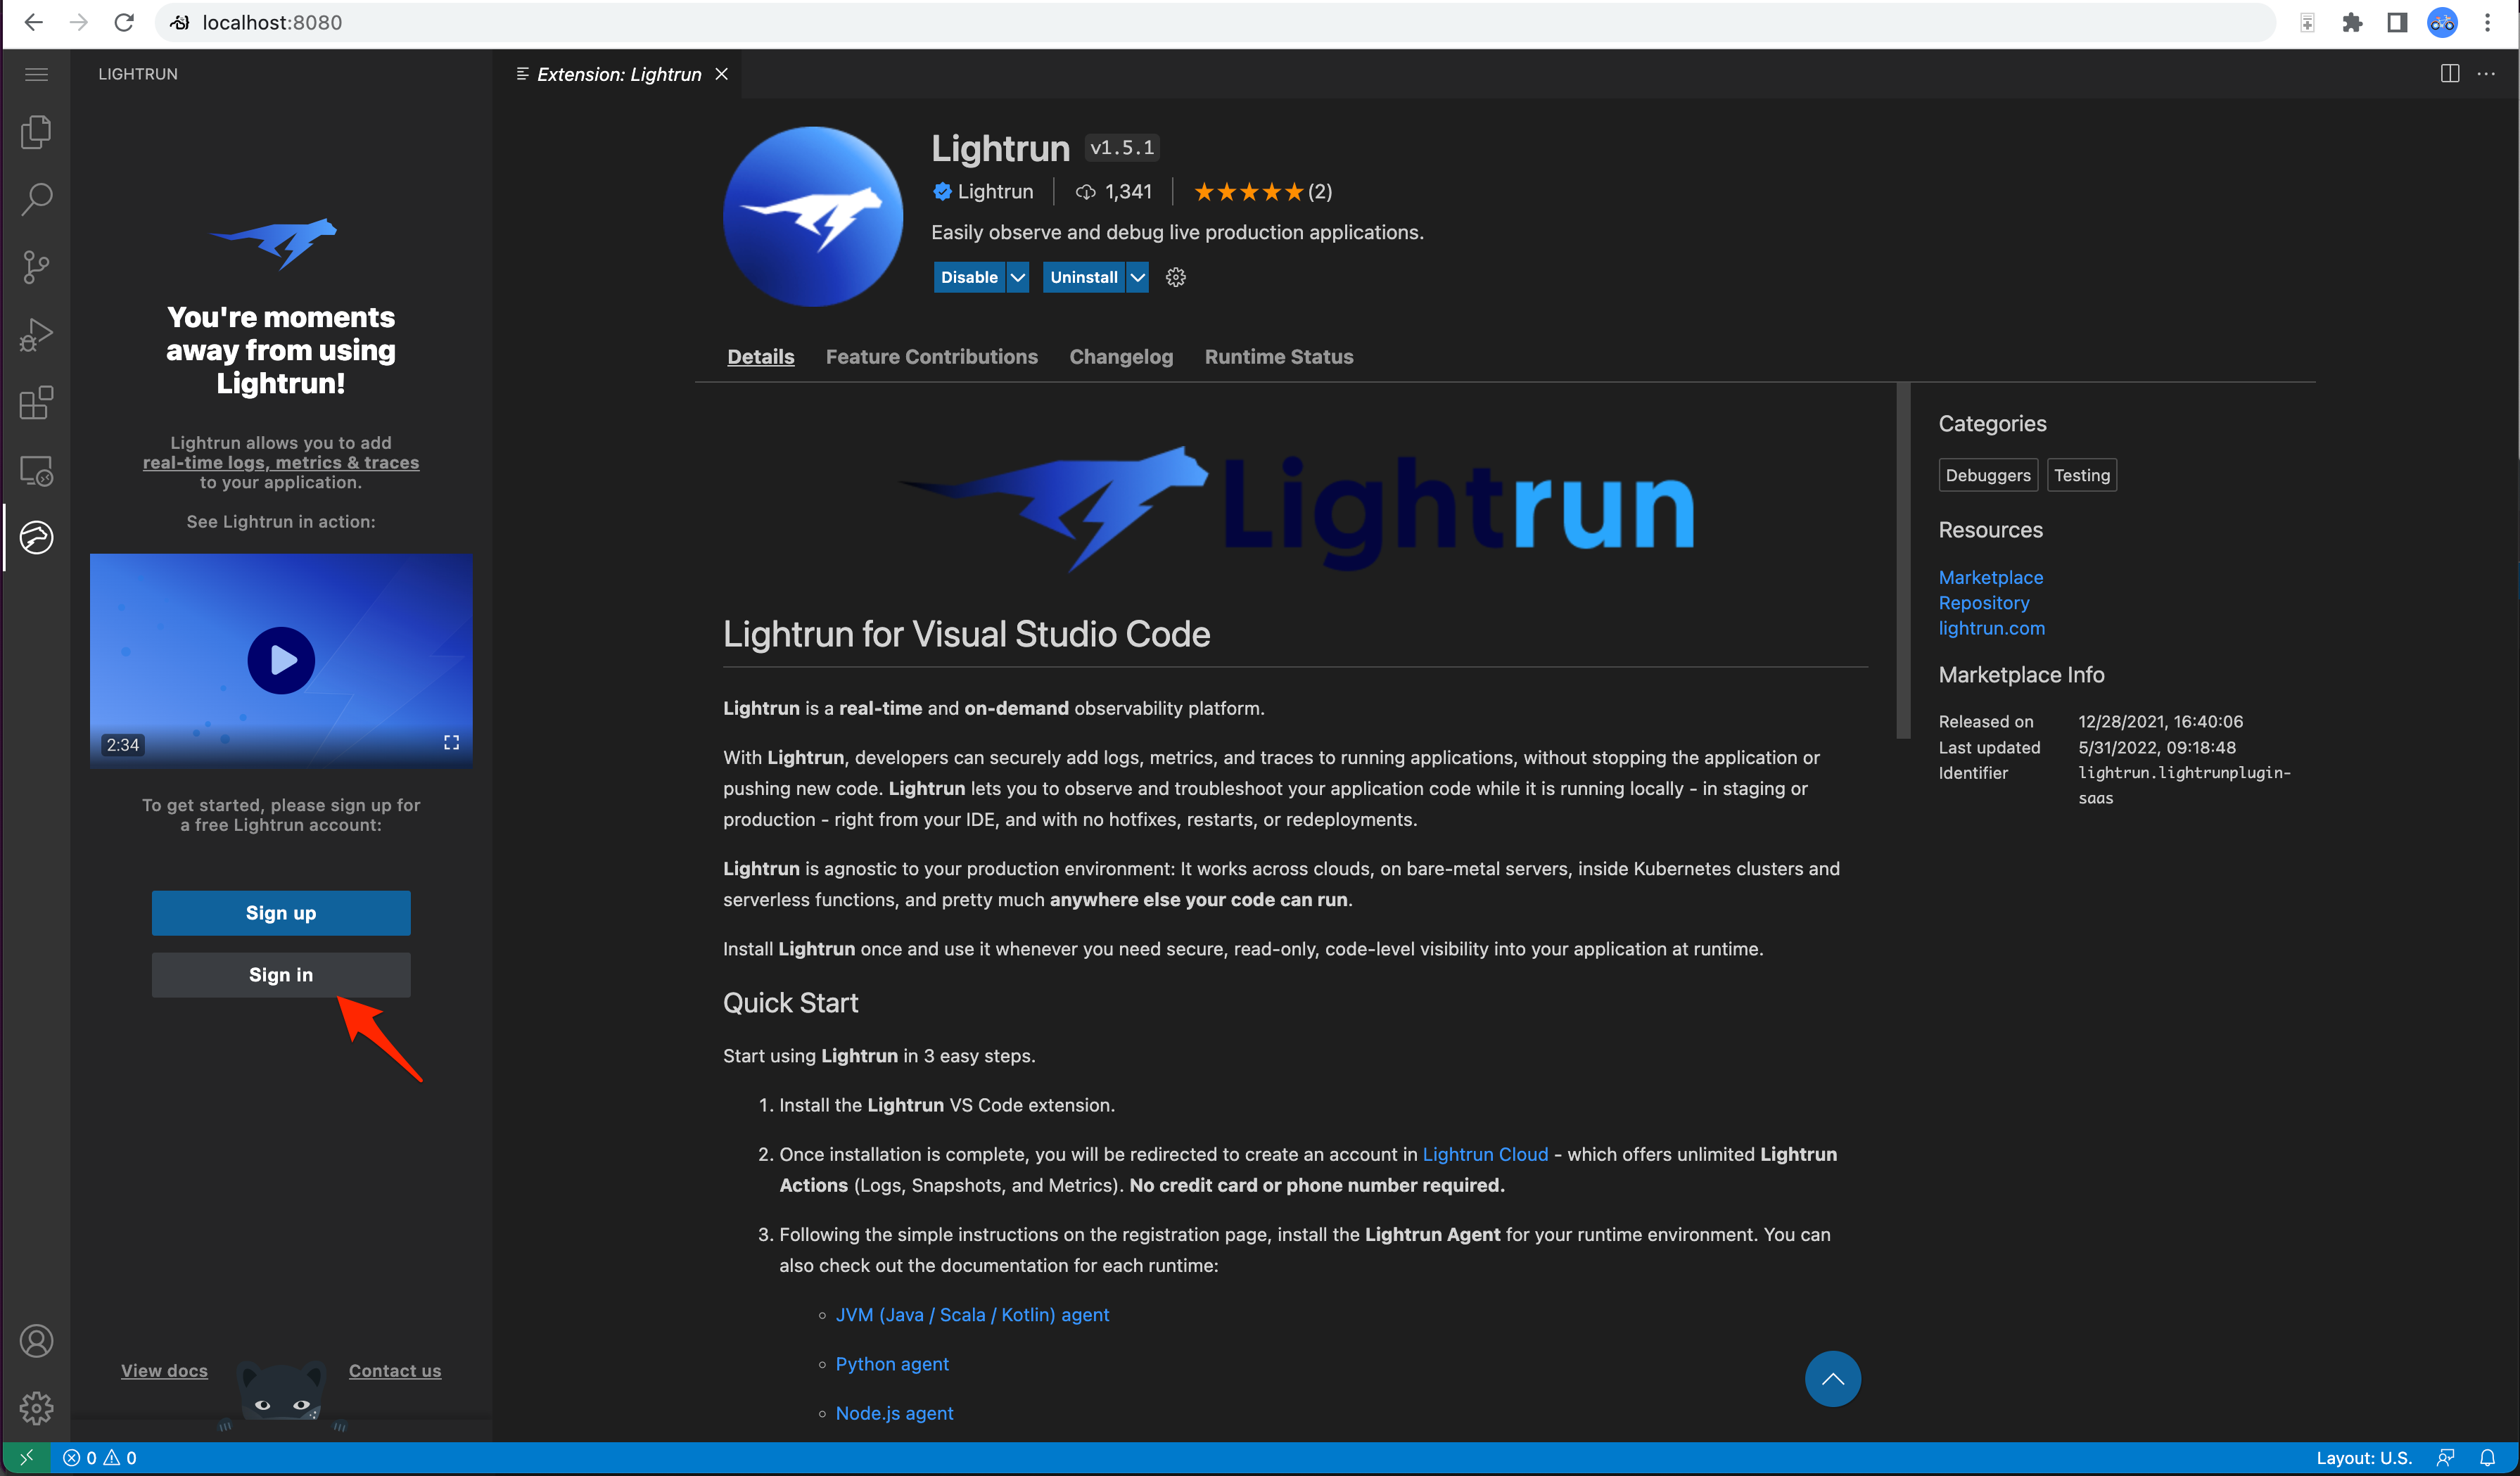 localhost:8080
LIGHTRUN
Extension: Lightrun
You're moments
away from using
Lightrun!
Lightrun allows you to add
real-time logs, metrics & traces
to your application.
See Lightrun in action:
2:34
To get started, please sign up for
a free Lightrun account:
Sign up
Sign in
View docs
Contact us
Lightrun v1.5.1
Lightrun 1,341 (2)
Easily observe and debug live production applications.
Disable Uninstall
Details Feature Contributions Changelog Runtime Status
Lightrun
Lightrun for Visual Studio Code
Lightrun is a real-time and on-demand observability platform.
With Lightrun, developers can securely add logs, metrics, and traces to running applications, without stopping the application or
pushing new code. Lightrun lets you to observe and troubleshoot your application code while it is running locally - in staging or
production - right from your IDE, and with no hotfixes, restarts, or redeployments.
Lightrun is agnostic to your production environment: It works across clouds, on bare-metal servers, inside Kubernetes clusters and
serverless functions, and pretty much anywhere else your code can run.
Install Lightrun once and use it whenever you need secure, read-only, code-level visibility into your application at runtime.
Quick Start
Start using Lightrun in 3 easy steps.
1. Install the Lightrun VS Code extension.
2. Once installation is complete, you will be redirected to create an account in Lightrun Cloud - which offers unlimited Lightrun
Actions (Logs, Snapshots, and Metrics). No credit card or phone number required.
3. Following the simple instructions on the registration page, install the Lightrun Agent for your runtime environment. You can
also check out the documentation for each runtime:
JVM (Java / Scala / Kotlin) agent
Python agent
Node.js agent
Categories
Debuggers Testing
Resources
Marketplace
Repository
lightrun.com
Marketplace Info
Released on 12/28/2021, 16:40:06
Last updated 5/31/2022, 09:18:48
Identifier lightrun.lightrunplugin-
saas
0 0
Layout: U.S.